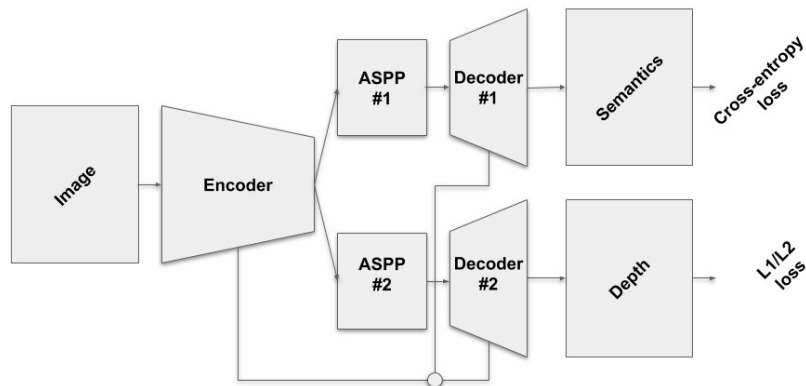 Image
Encoder
ASPP
#1
Decoder
#1
Semantics
Cross-entropy
loss
ASPP
#2
Decoder
#2
Depth
L1/L2
loss